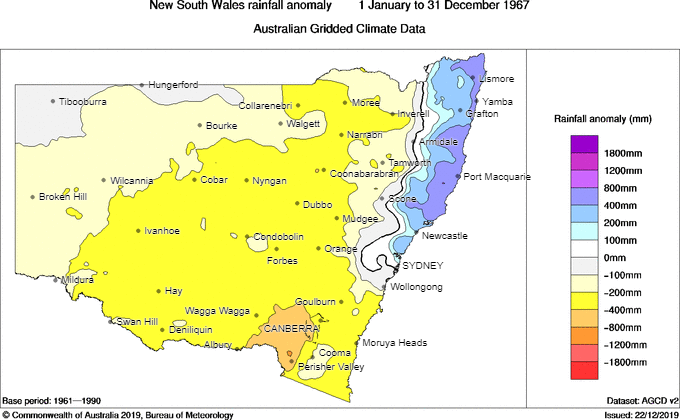 New South Wales rainfall anomaly 1 January to 31 December 1967
Australian Gridded Climate Data
Lismore
Hungerford
Tibooburra
Collarenebri
Moree
Yamba
Inverell
Grafton
Bourke
Walgett
Narrabri
Armidale
Tamworth
Coonabarabran
Wilcannia
Cobar
Nyngan
Port Macquarie
Broken Hill
Scone
Dubbo
Mudgee
Ivanhoe
Condobolin
Newcastle
Orange
Forbes
SYDNEY
Mildura
Wollongong
Hay
Goulburn
Wagga Wagga
Swan Hill
Deniliquin
CANBERRA
Albury
Moruya Heads
Cooma
Perisher Valley
Rainfall anomaly (mm)
1800mm
1200mm
800mm
400mm
200mm
100mm
0mm
−100mm
−200mm
−400mm
−800mm
−1200mm
−1800mm
Base period: 1961−1990
Dataset: AGCD v2
© Commonwealth of Australia 2019, Bureau of Meteorology
Issued: 22/12/2019